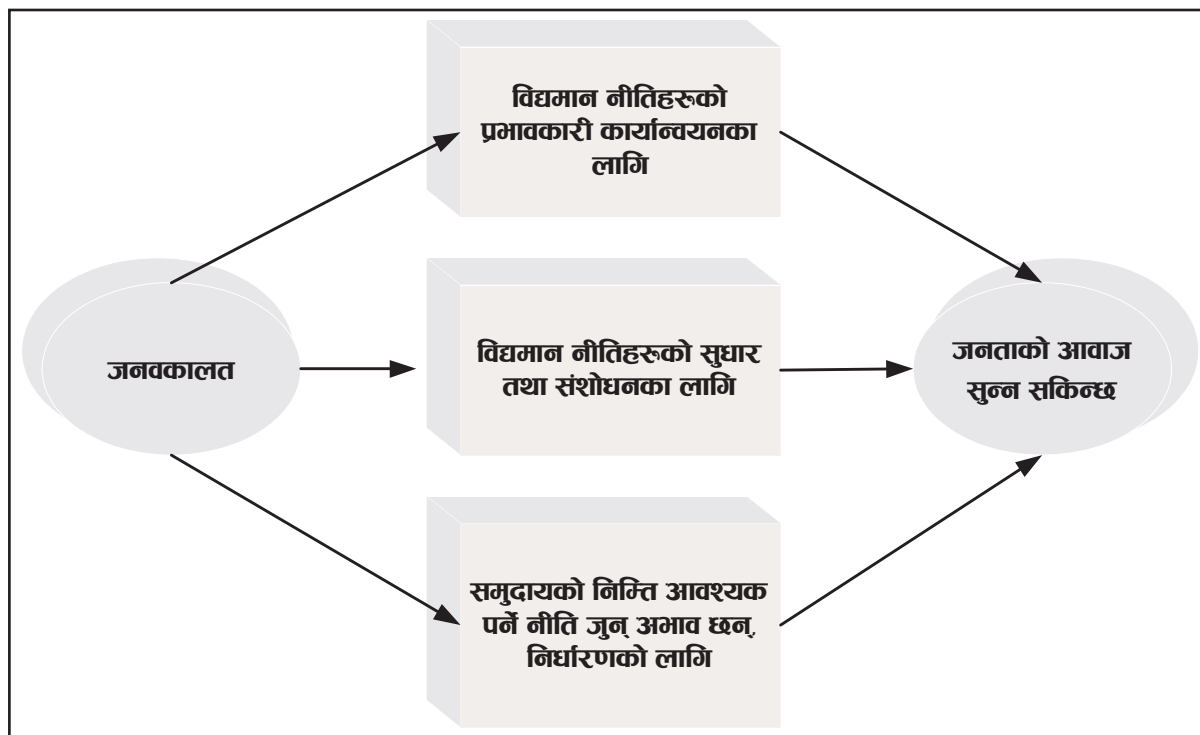 विद्यमान नीतिहरुको
प्रभावकारी कार्यान्वयनका
लागि
जनवकालत
विद्यमान नीतिहरुको सुधार
तथा संशोधनका लागि
जनताको आवाज
सुन्न सकिन्छ
समुदायको निम्ति आवश्यक
पर्ने नीति जुन् अभाव छन्,
निर्धारणको लागि